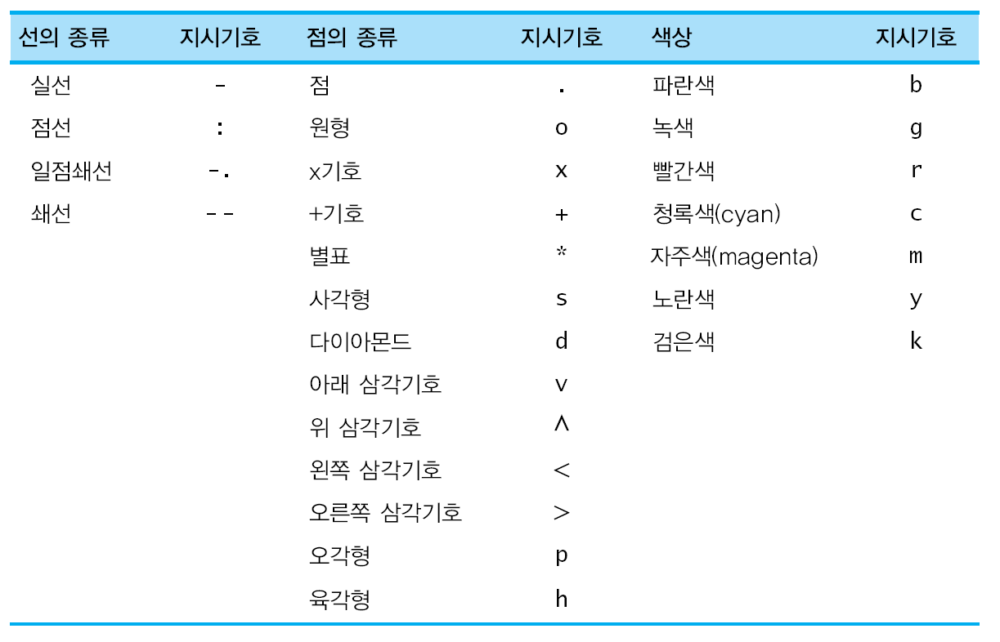 선의 종류 지시기호 점의 종류 지시기호 색상 지시기호
실선 - 점 . 파란색 b
점선 : 원형 o 녹색 g
일점쇄선 -. x기호 x 빨간색 r
쇄선 -- +기호 + 청록색(cyan) c
별표 * 자주색(magenta) m
사각형 s 노란색 y
다이아몬드 d 검은색 k
아래 삼각기호 v
위 삼각기호 ^
왼쪽 삼각기호 <
오른쪽 삼각기호 >
오각형 p
육각형 h